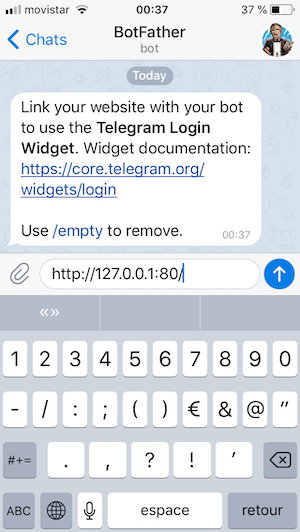 movistar 00:37 37 %
Chats BotFather
bot
Today
Link your website with your bot
to use the Telegram Login
Widget. Widget documentation:
https://core.telegram.org/
widgets/login
Use /empty to remove.
00:37
http://127.0.0.1:80/
«»
1 2 3 4 5 6 7 8 9 0
- / : ; ( ) € & @ "
#+= . , ? ! ’
ABC espace retour